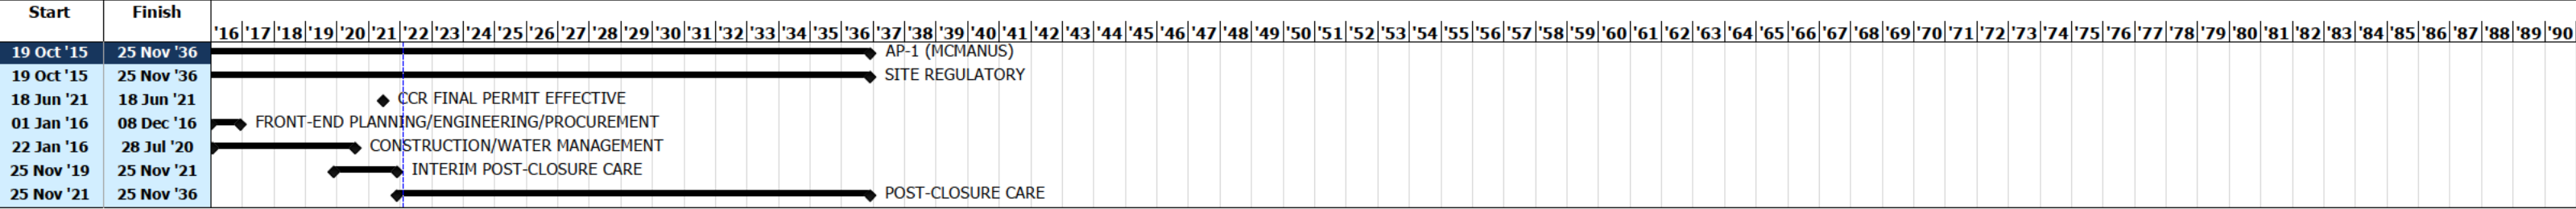 Start Finish
'16 '17 '18 '19 '20 '21 '22 '23 '24 '25 '26 '27 '28 '29 '30 '31 '32 '33 '34 '35 '36 '37 '38 '39 '40 '41 '42 '43 '44 '45 '46 '47 '48 '49 '50 '51 '52 '53 '54 '55 '56 '57 '58 '59 '60 '61 '62 '63 '64 '65 '66 '67 '68 '69 '70 '71 '72 '73 '74 '75 '76 '77 '78 '79 '80 '81 '82 '83 '84 '85 '86 '87 '88 '89 '90
19 Oct '15 25 Nov '36 AP-1 (MCMANUS)
19 Oct '15 25 Nov '36 SITE REGULATORY
18 Jun '21 18 Jun '21 CCR FINAL PERMIT EFFECTIVE
01 Jan '16 08 Dec '16 FRONT-END PLANNING/ENGINEERING/PROCUREMENT
22 Jan '16 28 Jul '20 CONSTRUCTION/WATER MANAGEMENT
25 Nov '19 25 Nov '21 INTERIM POST-CLOSURE CARE
25 Nov '21 25 Nov '36 POST-CLOSURE CARE